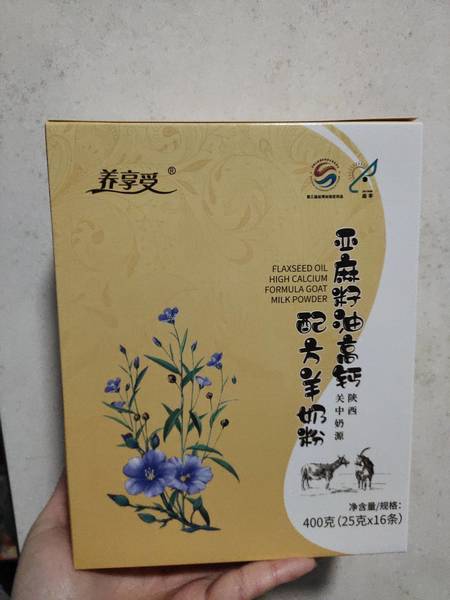 养享受®
FLAXSEED OIL
HIGH CALCIUM
FORMULA GOAT
MILK POWDER
亚麻籽油高钙
配方羊奶粉
陕西
关中奶源
净含量/规格:
400克(25克x16条)